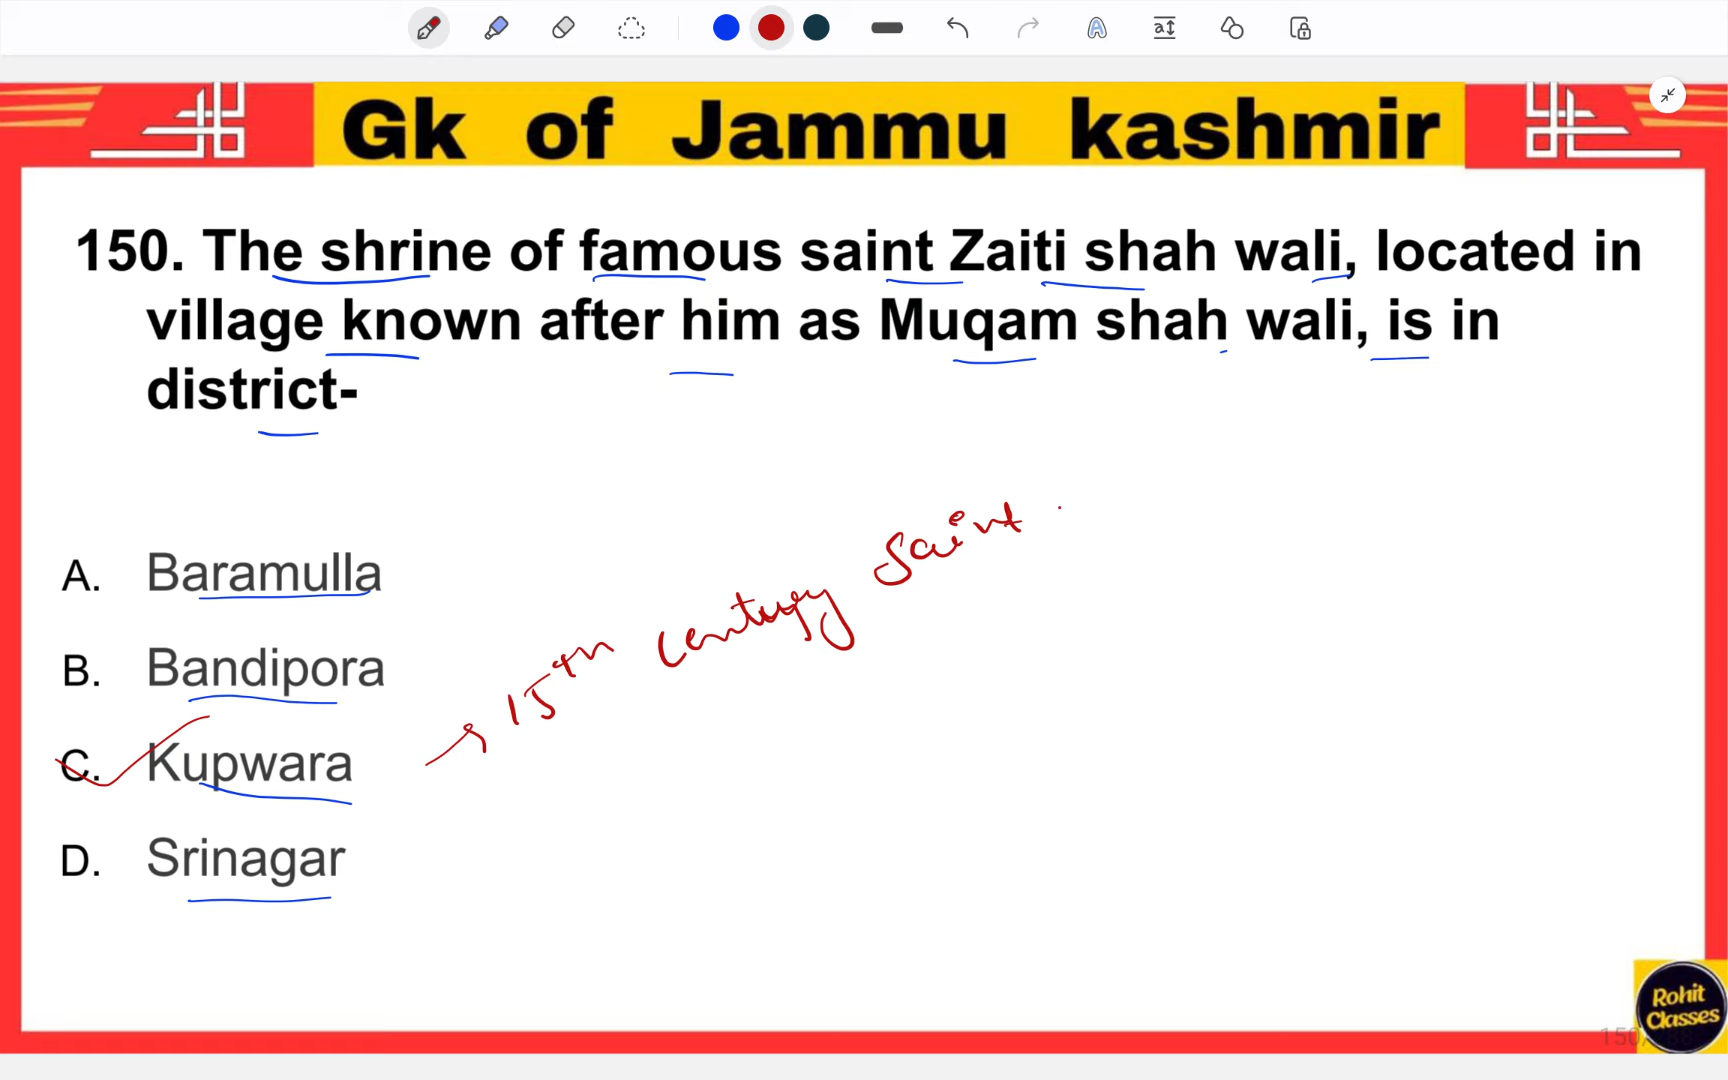 Gk of Jammu kashmir
150. The shrine of famous saint Zaiti shah wali, located in
village known after him as Muqam shah wali, is in
district-
A. Baramulla
B. Bandipora
C. Kupwara
→ 15th century Saint.
D. Srinagar
Rohit
Classes